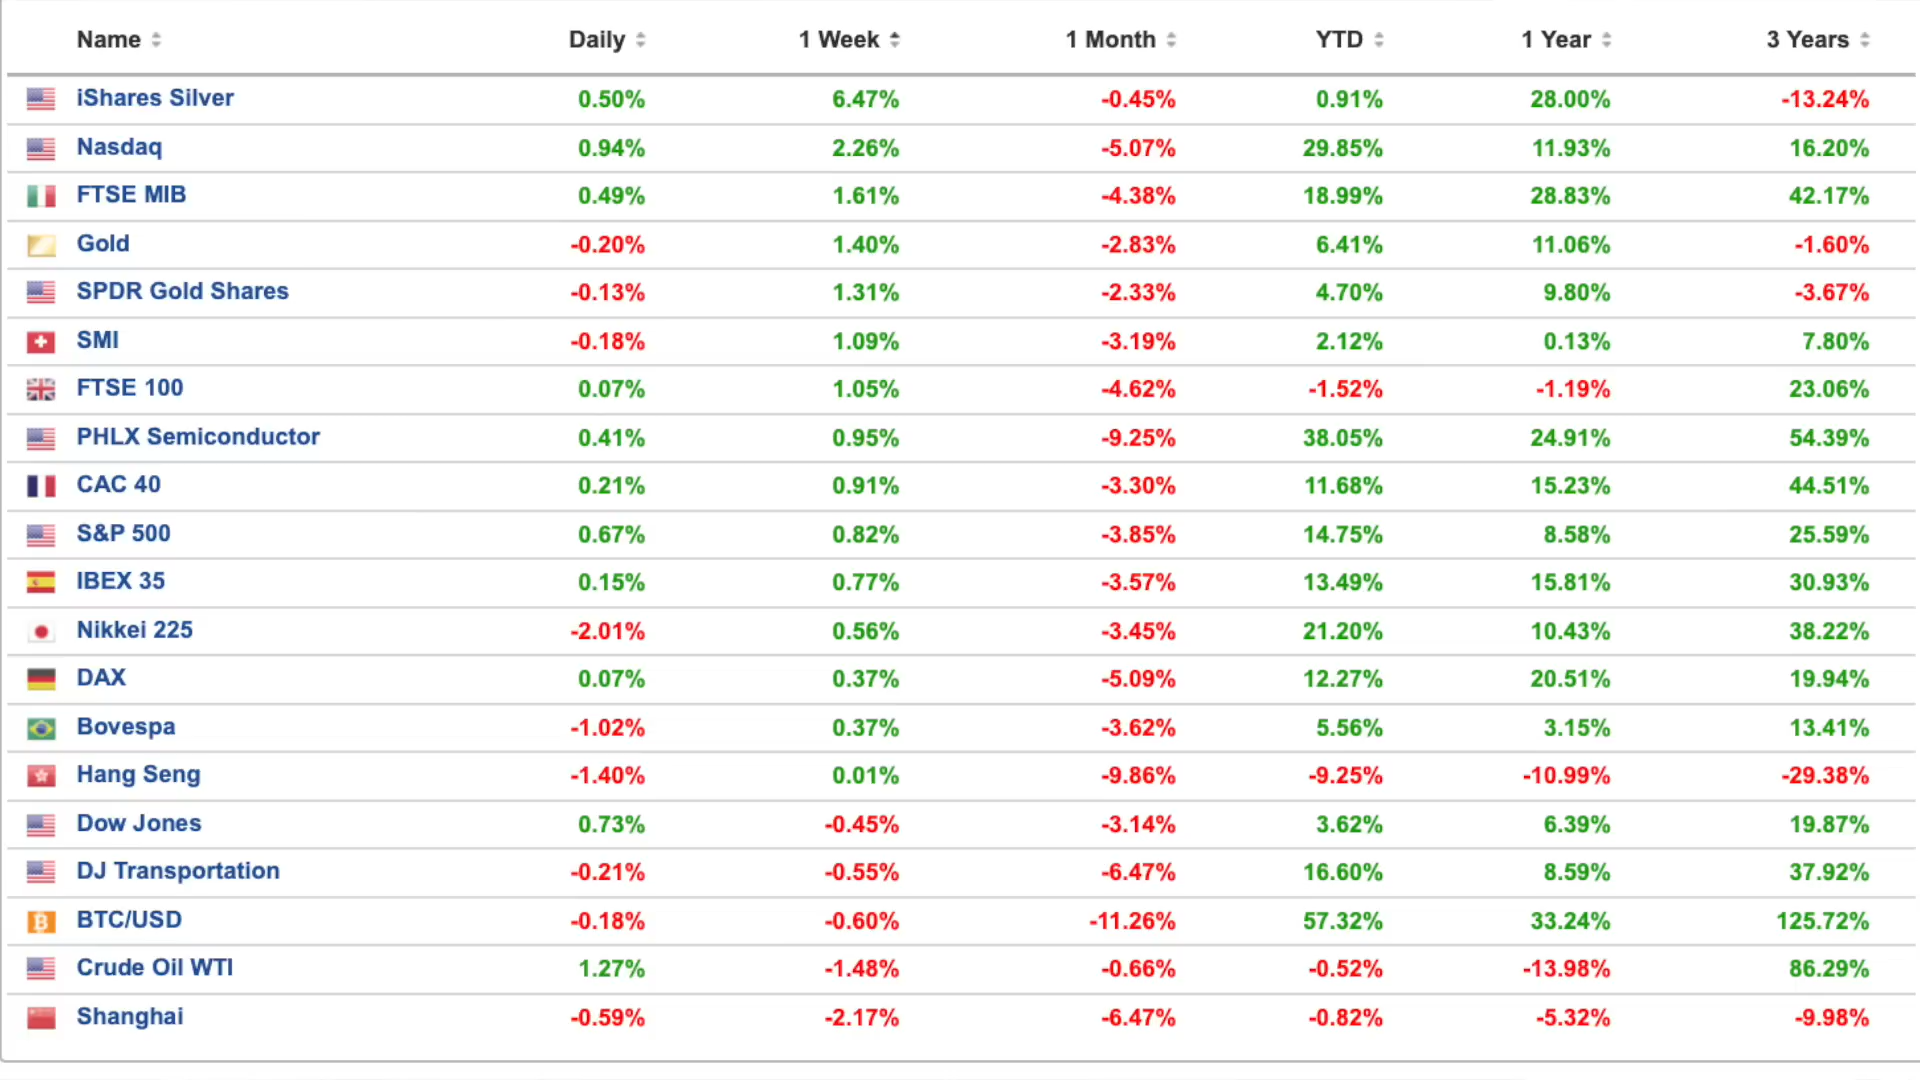 Name Daily 1 Week 1 Month YTD 1 Year 3 Years
iShares Silver 0.50% 6.47% -0.45% 0.91% 28.00% -13.24%
Nasdaq 0.94% 2.26% -5.07% 29.85% 11.93% 16.20%
FTSE MIB 0.49% 1.61% -4.38% 18.99% 28.83% 42.17%
Gold -0.20% 1.40% -2.83% 6.41% 11.06% -1.60%
SPDR Gold Shares -0.13% 1.31% -2.33% 4.70% 9.80% -3.67%
SMI -0.18% 1.09% -3.19% 2.12% 0.13% 7.80%
FTSE 100 0.07% 1.05% -4.62% -1.52% -1.19% 23.06%
PHLX Semiconductor 0.41% 0.95% -9.25% 38.05% 24.91% 54.39%
CAC 40 0.21% 0.91% -3.30% 11.68% 15.23% 44.51%
S&P 500 0.67% 0.82% -3.85% 14.75% 8.58% 25.59%
IBEX 35 0.15% 0.77% -3.57% 13.49% 15.81% 30.93%
Nikkei 225 -2.01% 0.56% -3.45% 21.20% 10.43% 38.22%
DAX 0.07% 0.37% -5.09% 12.27% 20.51% 19.94%
Bovespa -1.02% 0.37% -3.62% 5.56% 3.15% 13.41%
Hang Seng -1.40% 0.01% -9.86% -9.25% -10.99% -29.38%
Dow Jones 0.73% -0.45% -3.14% 3.62% 6.39% 19.87%
DJ Transportation -0.21% -0.55% -6.47% 16.60% 8.59% 37.92%
BTC/USD -0.18% -0.60% -11.26% 57.32% 33.24% 125.72%
Crude Oil WTI 1.27% -1.48% -0.66% -0.52% -13.98% 86.29%
Shanghai -0.59% -2.17% -6.47% -0.82% -5.32% -9.98%